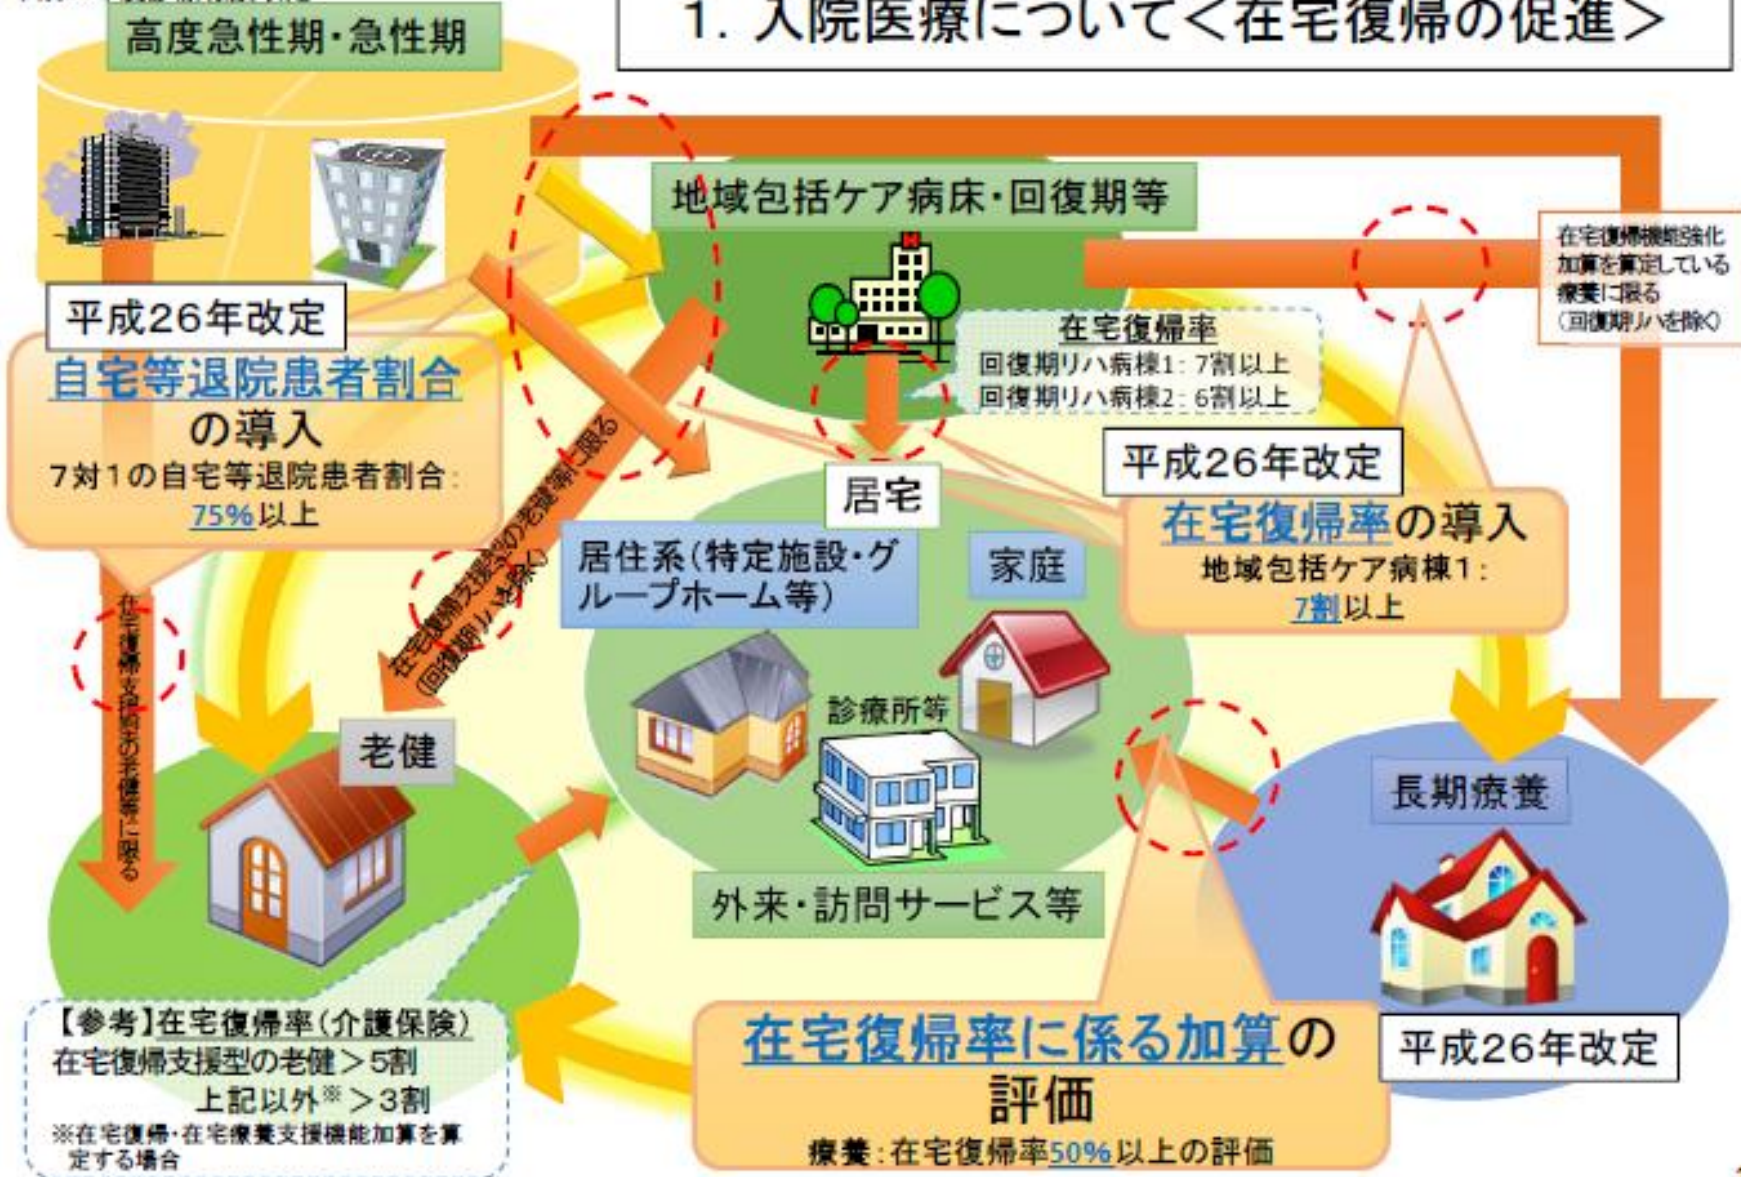 1. 入院医療について＜在宅復帰の促進＞
高度急性期・急性期
地域包括ケア病床・回復期等
在宅復帰機能強化
加算を算定している
療養に限る
（回復期リハを除く）
平成26年改定
自宅等退院患者割合
の導入
7対1の自宅等退院患者割合：
75%以上
在宅復帰率
回復期リハ病棟1：7割以上
回復期リハ病棟2：6割以上
平成26年改定
在宅復帰率の導入
地域包括ケア病棟1：
7割以上
在宅復帰支援型の老健等に限る
（回復期リハを除く）
在宅復帰支援型の老健等に限る
居宅
居住系（特定施設・グ
ループホーム等）
家庭
診療所等
外来・訪問サービス等
老健
長期療養
【参考】在宅復帰率（介護保険）
在宅復帰支援型の老健＞5割
上記以外※＞3割
※在宅復帰・在宅療養支援機能加算を算
定する場合
在宅復帰率に係る加算の
評価
療養：在宅復帰率50%以上の評価
平成26年改定